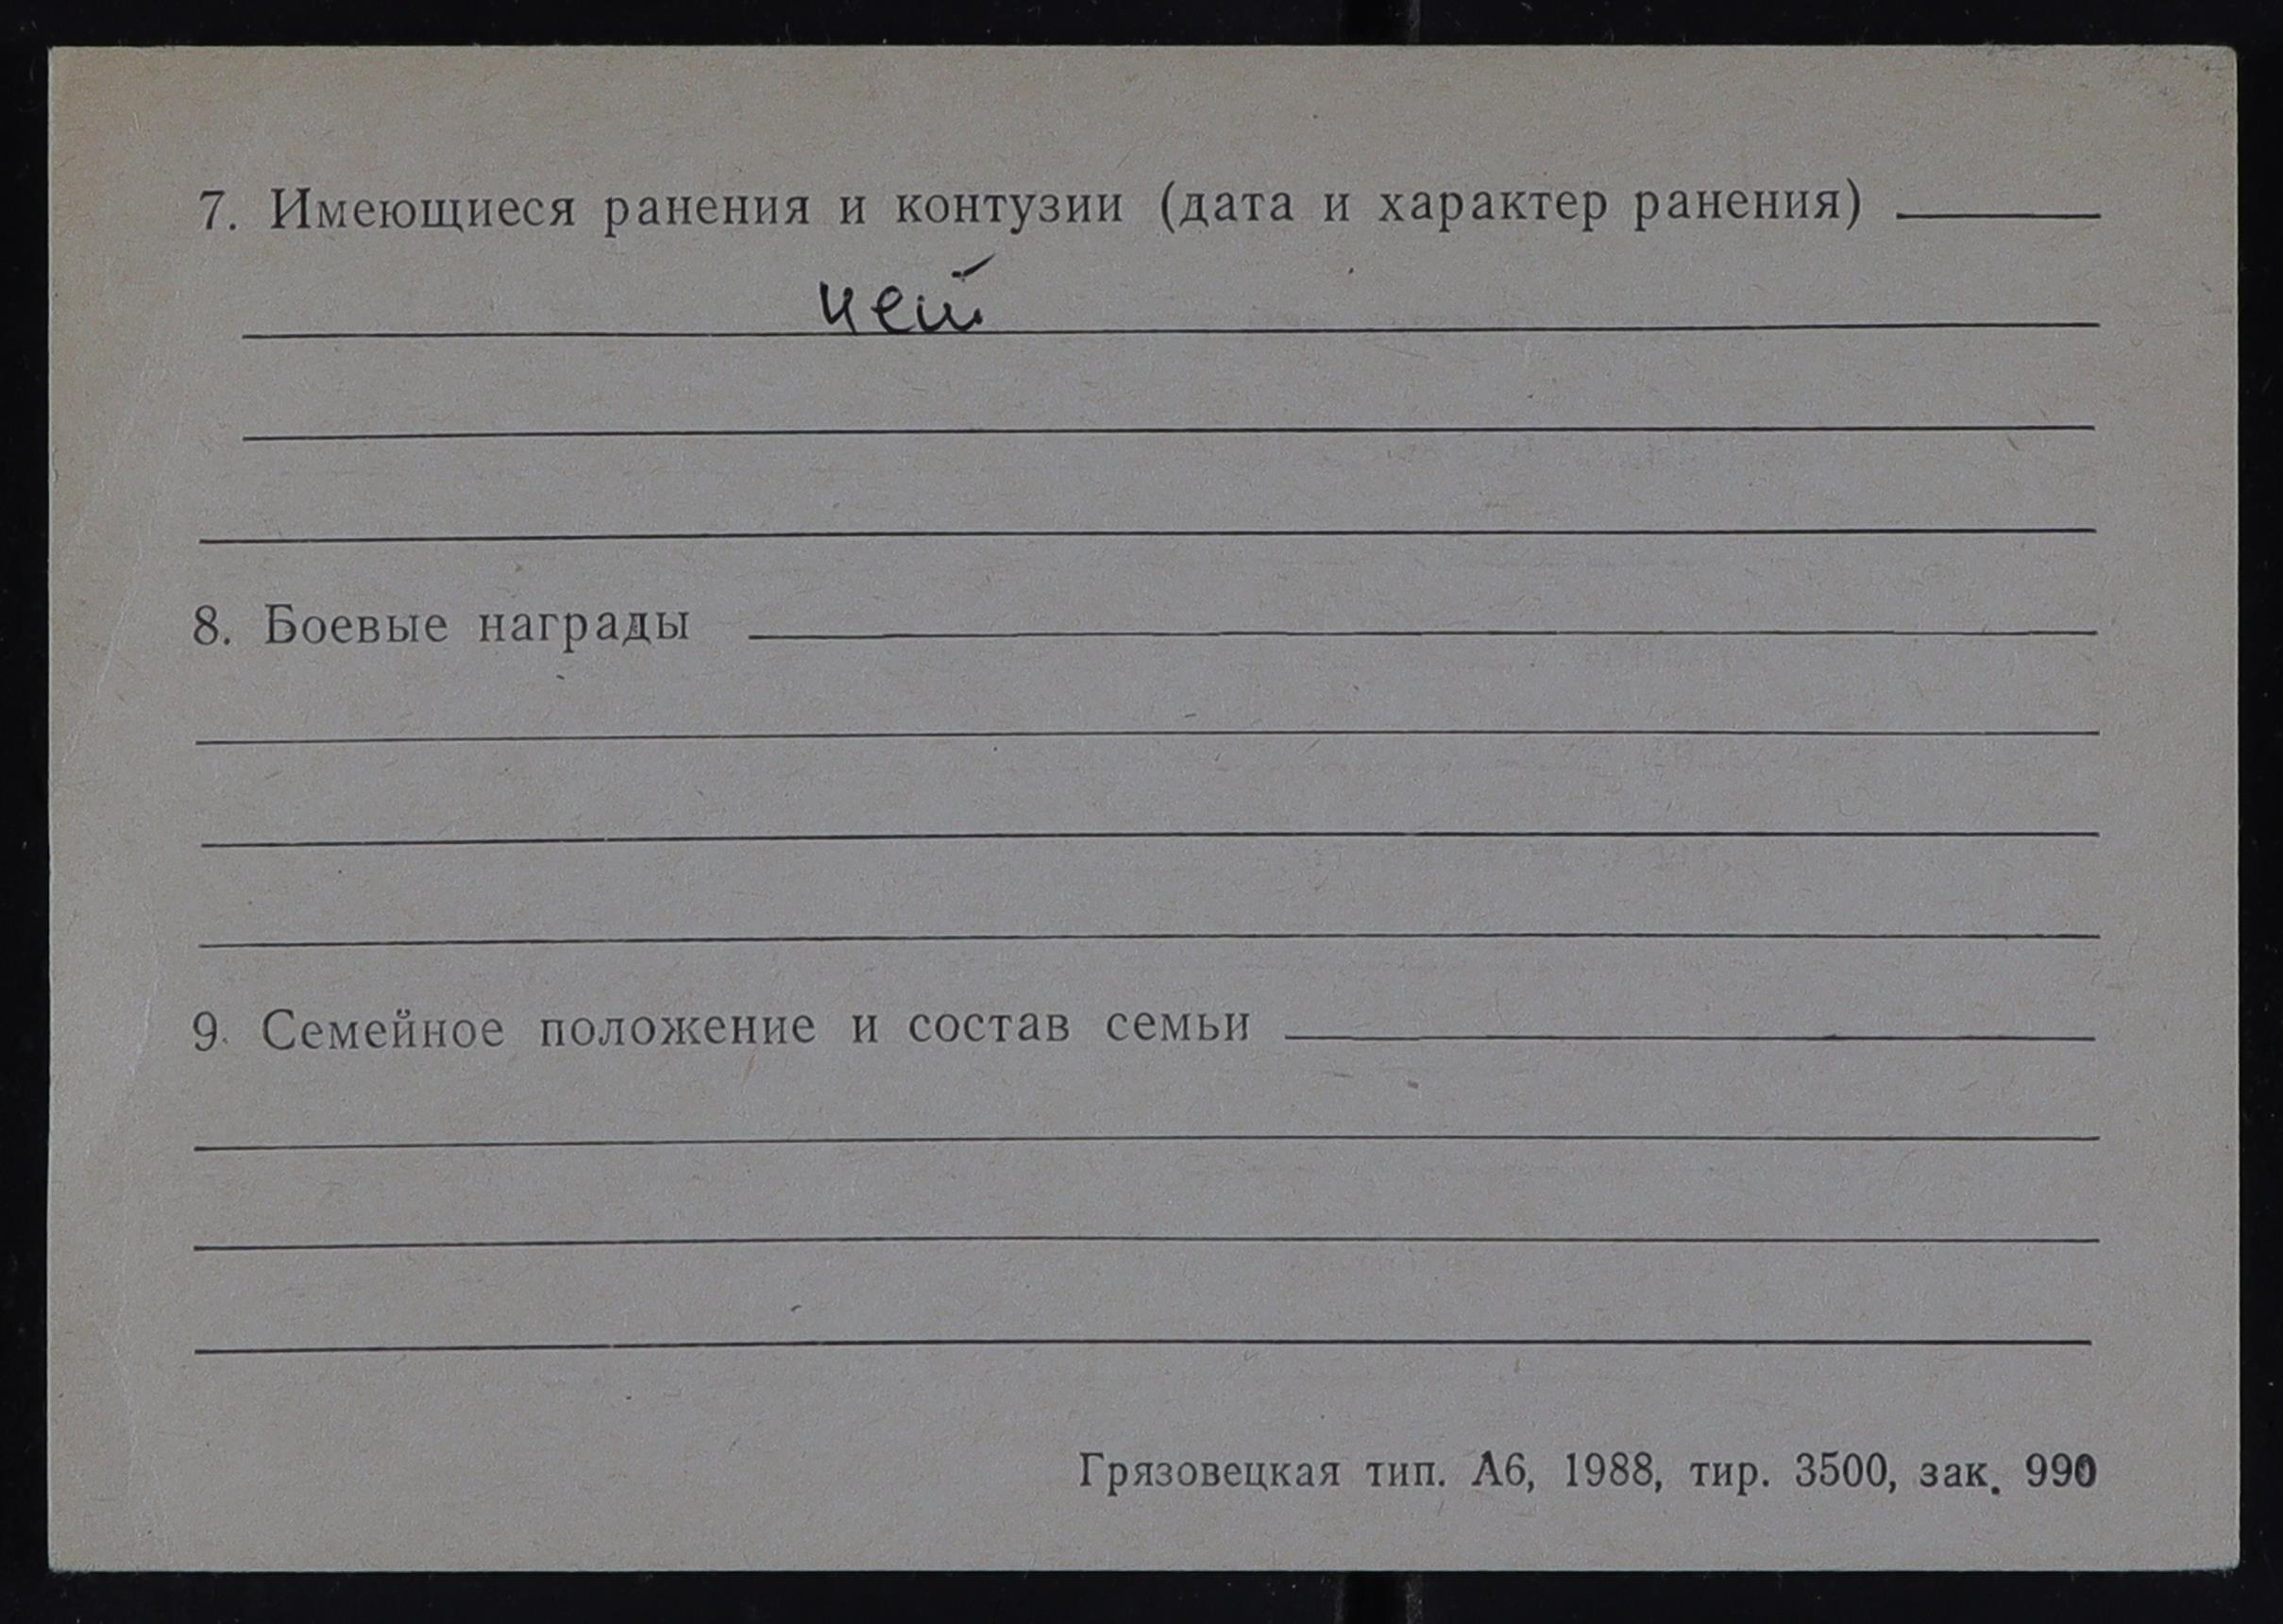 7. Имеющиеся ранения и контузии (дата и характер ранения)
нет
8. Боевые награды
9. Семейное положение и состав семьи
Грязовецкая тип. А6, 1988, тир. 3500, зак. 990